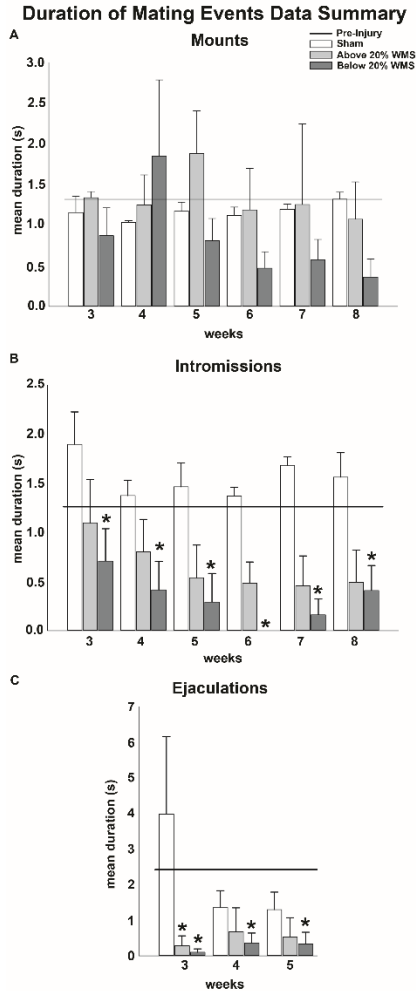 Duration of Mating Events Data Summary
A
Mounts
Pre-Injury
Sham
Above 20% WMS
Below 20% WMS
mean duration (s)
3.0
2.5
2.0
1.5
1.0
0.5
0.0
3 4 5 6 7 8
weeks
B
Intromissions
mean duration (s)
2.5
2.0
1.5
1.0
0.5
0.0
* * * * * *
3 4 5 6 7 8
weeks
C
Ejaculations
mean duration (s)
7
6
5
4
3
2
1
0
* * * *
3 4 5
weeks